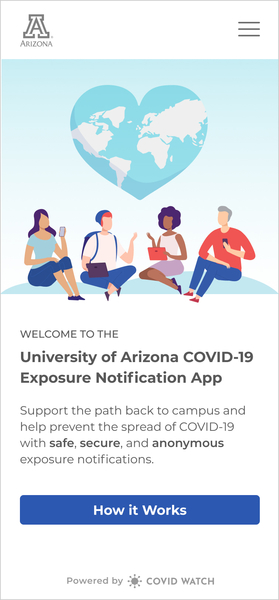 ARIZONA
WELCOME TO THE
University of Arizona COVID-19
Exposure Notification App
Support the path back to campus and
help prevent the spread of COVID-19
with safe, secure, and anonymous
exposure notifications.
How it Works
Powered by COVID WATCH